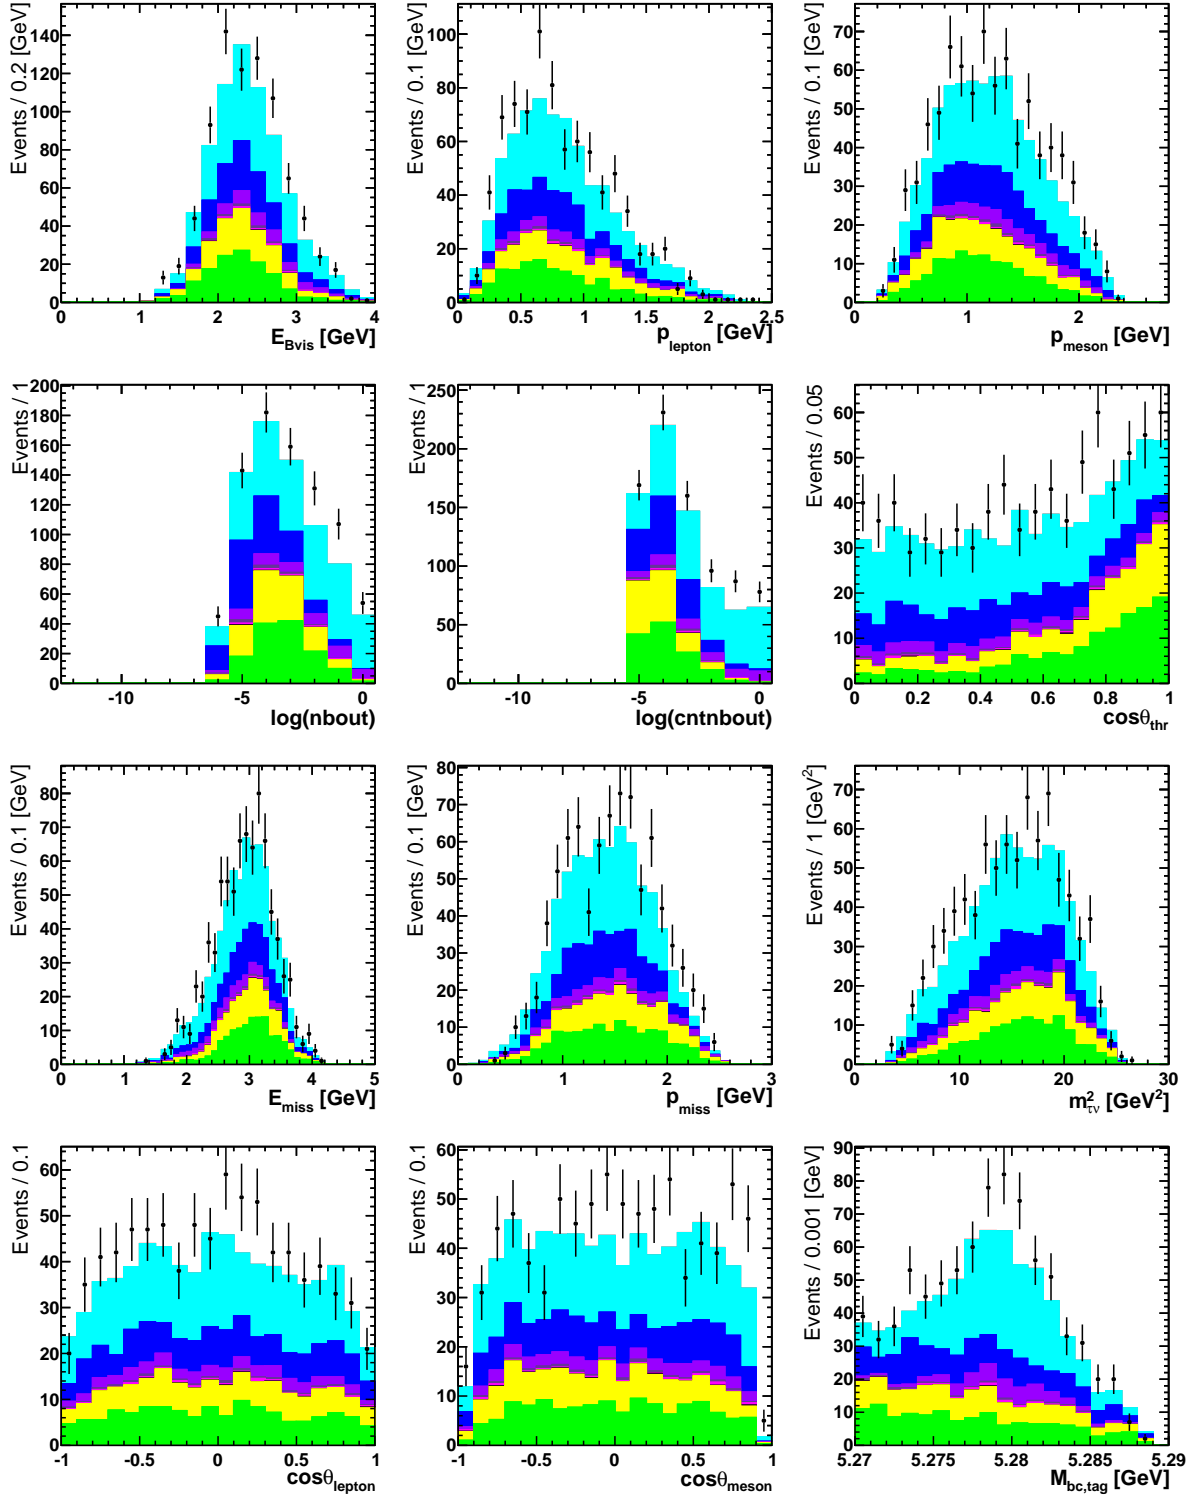 Events / 0.2 [GeV]
0 20 40 60 80 100 120 140
0 1 2 3 4
E_Bvis [GeV]
Events / 0.1 [GeV]
0 20 40 60 80 100
0 0.5 1 1.5 2 2.5
p_lepton [GeV]
Events / 0.1 [GeV]
0 10 20 30 40 50 60 70
0 1 2
p_meson [GeV]
Events / 1
0 20 40 60 80 100 120 140 160 180 200
-10 -5 0
log(nbout)
Events / 1
0 50 100 150 200 250
-10 -5 0
log(cntnbout)
Events / 0.05
0 10 20 30 40 50 60
0 0.2 0.4 0.6 0.8 1
cosθ_thr
Events / 0.1 [GeV]
0 10 20 30 40 50 60 70 80
0 1 2 3 4 5
E_miss [GeV]
Events / 0.1 [GeV]
0 10 20 30 40 50 60 70 80
0 1 2 3
p_miss [GeV]
Events / 1 [GeV²]
0 10 20 30 40 50 60 70
0 10 20 30
m²_τν [GeV²]
Events / 0.1
0 10 20 30 40 50 60
-1 -0.5 0 0.5 1
cosθ_lepton
Events / 0.1
0 10 20 30 40 50 60
-1 -0.5 0 0.5 1
cosθ_meson
Events / 0.001 [GeV]
0 10 20 30 40 50 60 70 80 90
5.27 5.275 5.28 5.285 5.29
M_bc,tag [GeV]